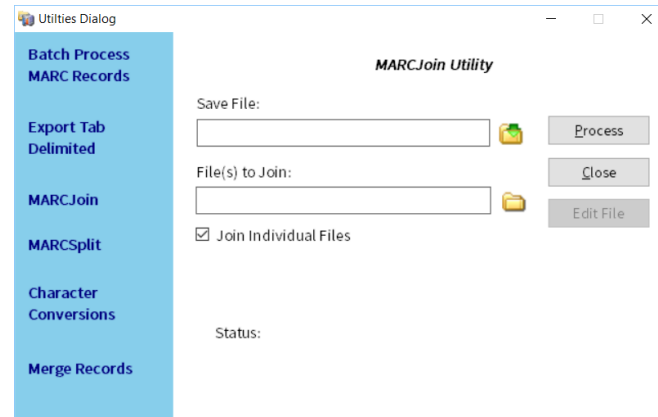 Utilties Dialog
Batch Process
MARC Records
Export Tab
Delimited
MARCJoin
MARCSplit
Character
Conversions
Merge Records
MARCJoin Utility
Save File:
File(s) to Join:
Join Individual Files
Status:
Process
Close
Edit File